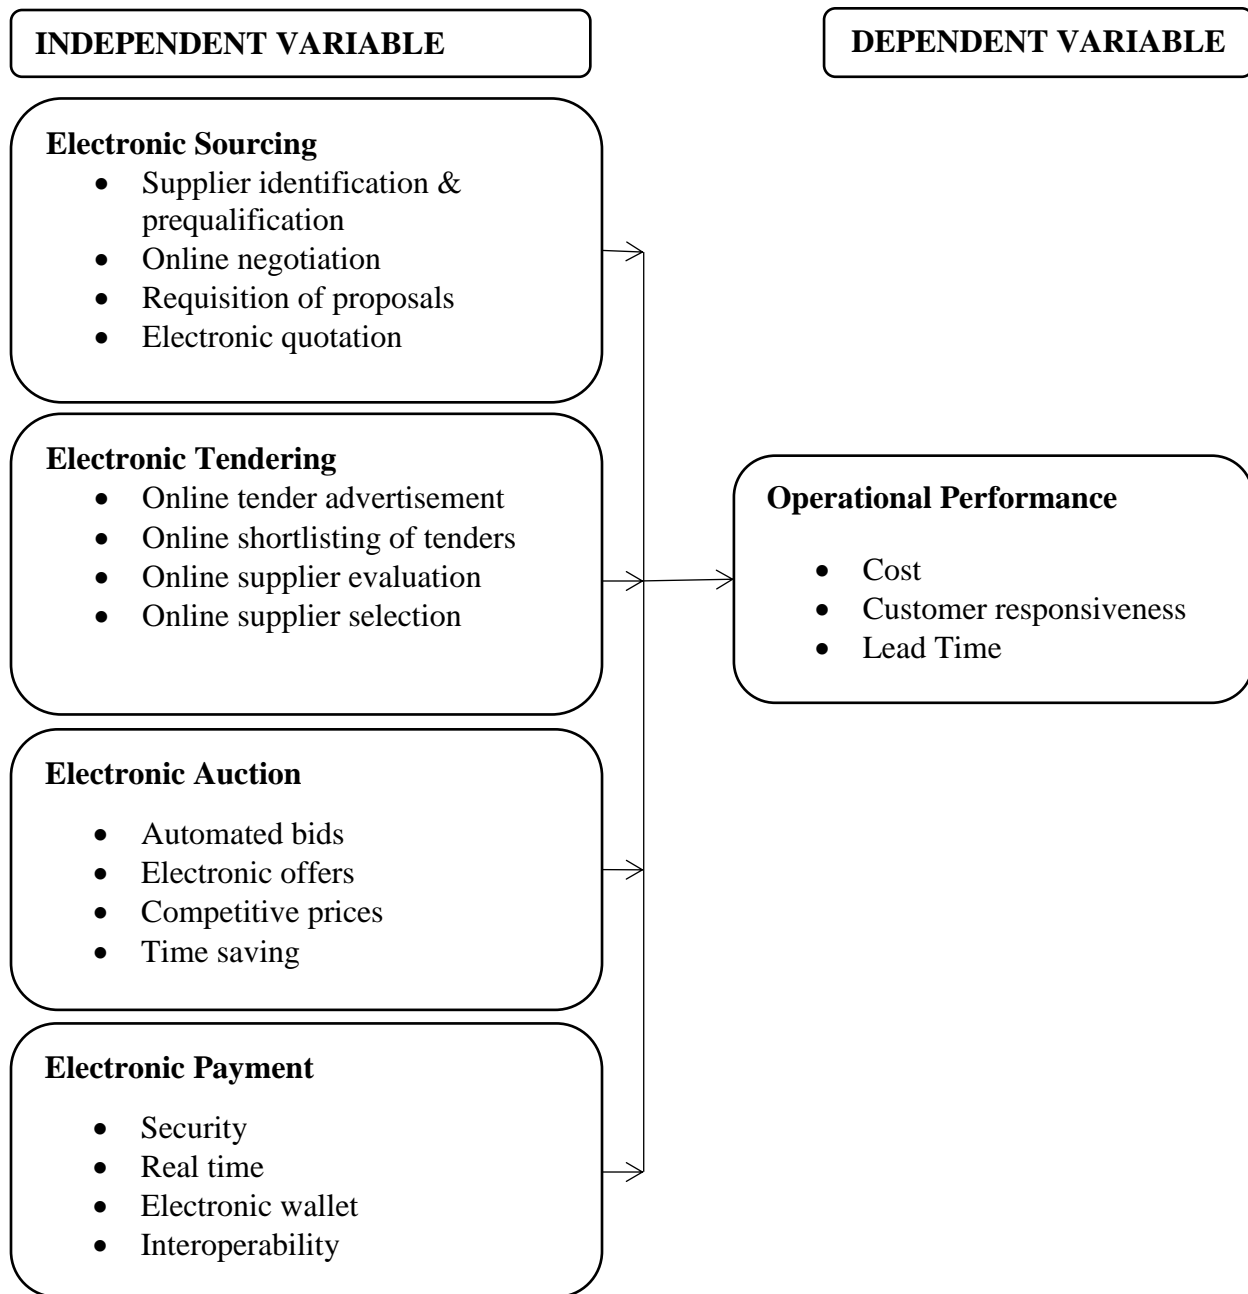 INDEPENDENT VARIABLE
DEPENDENT VARIABLE
Electronic Sourcing
• Supplier identification &
prequalification
• Online negotiation
• Requisition of proposals
• Electronic quotation
Electronic Tendering
• Online tender advertisement
• Online shortlisting of tenders
• Online supplier evaluation
• Online supplier selection
Operational Performance
• Cost
• Customer responsiveness
• Lead Time
Electronic Auction
• Automated bids
• Electronic offers
• Competitive prices
• Time saving
Electronic Payment
• Security
• Real time
• Electronic wallet
• Interoperability